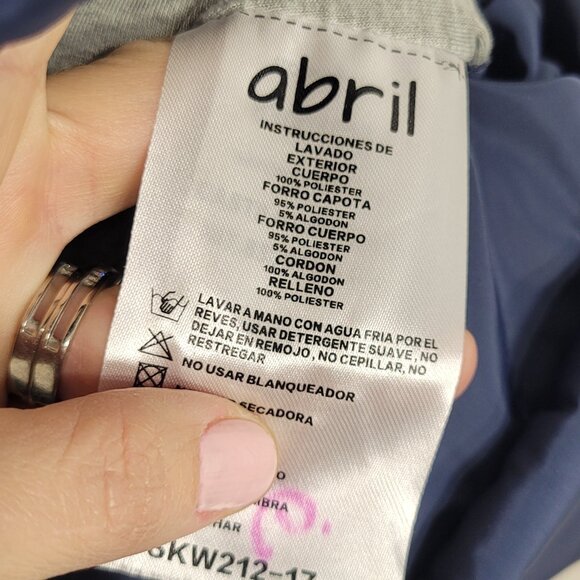 abril
INSTRUCCIONES DE
LAVADO
EXTERIOR
CUERPO
100% POLIESTER
FORRO CAPOTA
95% POLIESTER
5% ALGODON
FORRO CUERPO
95% POLIESTER
5% ALGODON
CORDON
100% ALGODON
RELLENO
100% POLIESTER
LAVAR A MANO CON AGUA FRIA POR EL
REVES, USAR DETERGENTE SUAVE, NO
DEJAR EN REMOJO, NO CEPILLAR, NO
RESTREGAR
NO USAR BLANQUEADOR
SECADORA
KW212-17